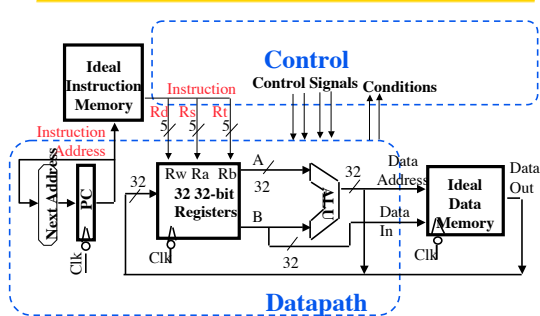 Control
Ideal
Instruction
Memory
Instruction
Control Signals
Conditions
Rd
Rs
Rt
5
5
5
Instruction
Address
Next Address
PC
Clk
32
Rw Ra Rb
32 32-bit
Registers
Clk
A
32
B
32
ALU
32
Data
Address
Data
In
Ideal
Data
Memory
Clk
Data
Out
Datapath